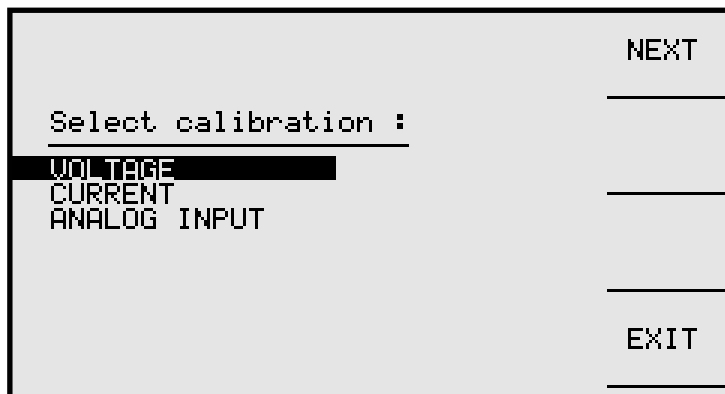 NEXT
Select calibration :
VOLTAGE
CURRENT
ANALOG INPUT
EXIT